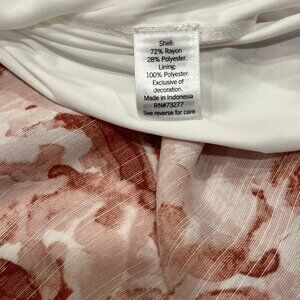 Shell:
72% Rayon
28% Polyester.
Lining:
100% Polyester.
Exclusive of
decoration.
Made in Indonesia
RN#73277
See reverse for care